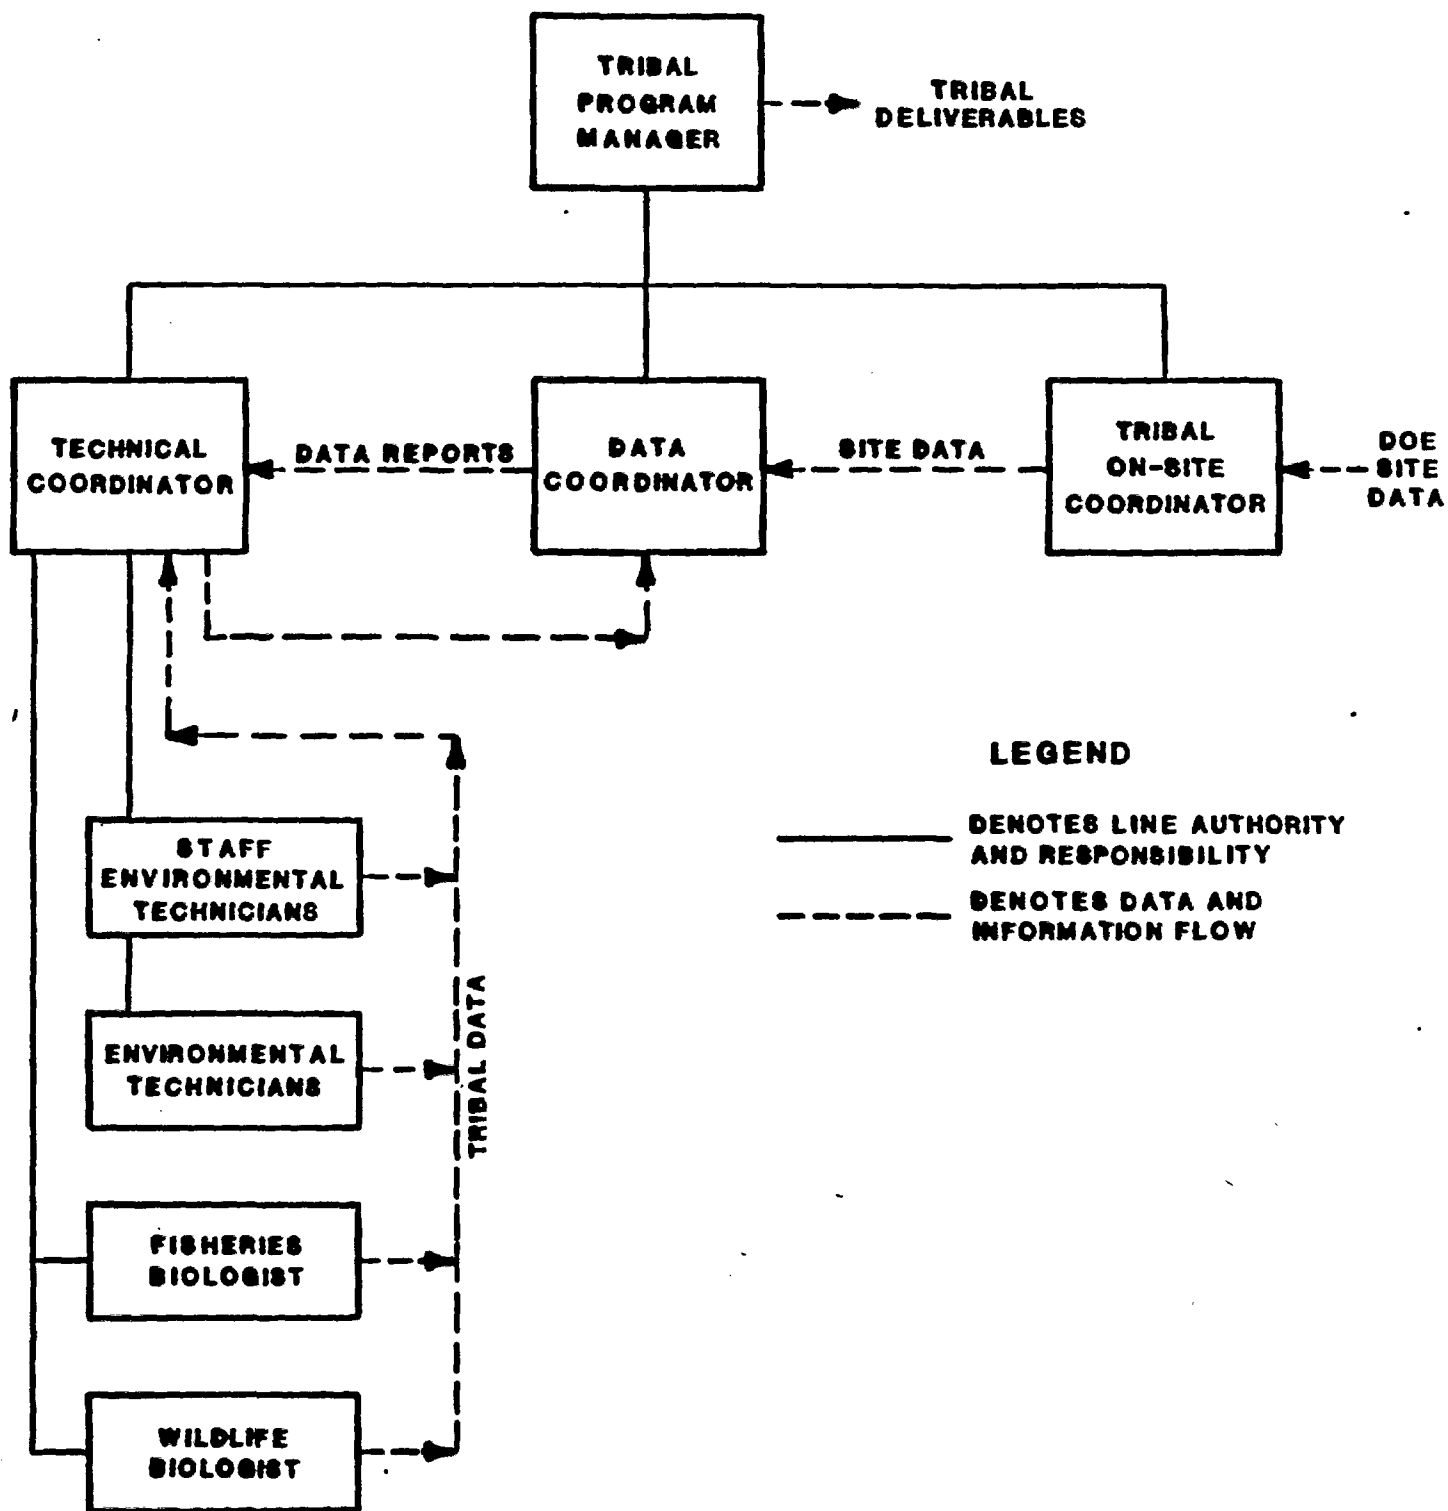 TRIBAL
PROGRAM
MANAGER
TRIBAL
DELIVERABLES
TECHNICAL
COORDINATOR
DATA REPORTS
DATA
COORDINATOR
SITE DATA
TRIBAL
ON-SITE
COORDINATOR
DOE
SITE
DATA
LEGEND
DENOTES LINE AUTHORITY
AND RESPONSIBILITY
DENOTES DATA AND
INFORMATION FLOW
STAFF
ENVIRONMENTAL
TECHNICIANS
ENVIRONMENTAL
TECHNICIANS
TRIBAL DATA
FISHERIES
BIOLOGIST
WILDLIFE
BIOLOGIST